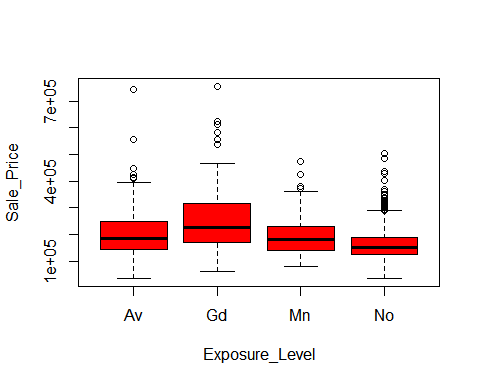 Sale_Price
7e+05
4e+05
1e+05
Av Gd Mn No
Exposure_Level